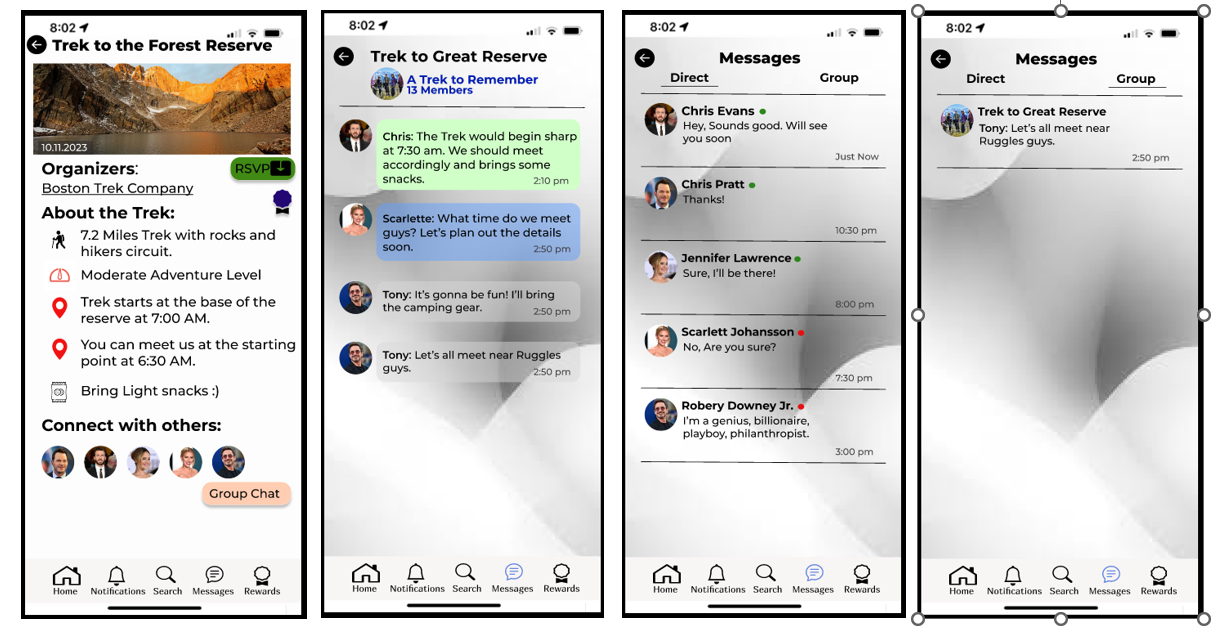 8:02
Trek to the Forest Reserve
10.11.2023
Organizers:
RSVP
Boston Trek Company
About the Trek:
7.2 Miles Trek with rocks and
hikers circuit.
Moderate Adventure Level
Trek starts at the base of the
reserve at 7:00 AM.
You can meet us at the starting
point at 6:30 AM.
Bring Light snacks :)
Connect with others:
Group Chat
Home Notifications Search Messages Rewards
8:02
Trek to Great Reserve
A Trek to Remember
13 Members
Chris: The Trek would begin sharp
at 7:30 am. We should meet
accordingly and brings some
snacks.
2:10 pm
Scarlette: What time do we meet
guys? Let's plan out the details
soon.
2:50 pm
Tony: It's gonna be fun! I'll bring
the camping gear.
2:50 pm
Tony: Let's all meet near Ruggles
guys.
2:50 pm
Home Notifications Search Messages Rewards
8:02
Messages
Direct Group
Chris Evans
Hey, Sounds good. Will see
you soon
Just Now
Chris Pratt
Thanks!
10:30 pm
Jennifer Lawrence
Sure, I'll be there!
8:00 pm
Scarlett Johansson
No, Are you sure?
7:30 pm
Robery Downey Jr.
I'm a genius, billionaire,
playboy, philanthropist.
3:00 pm
Home Notifications Search Messages Rewards
8:02
Messages
Direct Group
Trek to Great Reserve
Tony: Let's all meet near
Ruggles guys.
2:50 pm
Home Notifications Search Messages Rewards